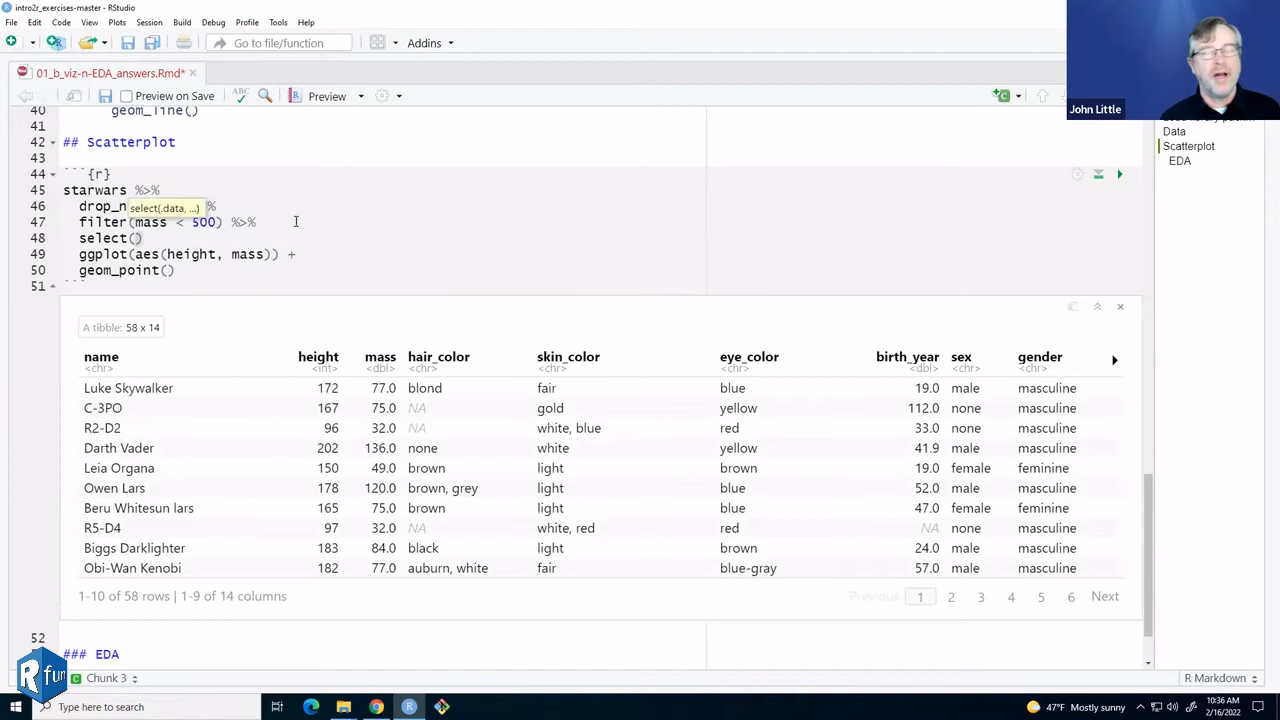 intro2r_exercises-master - RStudio
File Edit Code View Plots Session Build Debug Profile Tools Help
Go to file/function Addins
01_b_viz-n-EDA_answers.Rmd*
Preview on Save ABC Preview
John Little
Data
Scatterplot
EDA
40 geom_line()
41
42 ## Scatterplot
43
44 ```{r}
45 starwars %>%
46 drop_n %
select(.data, ...)
47 filter(mass < 500) %>%
48 select()
49 ggplot(aes(height, mass)) +
50 geom_point()
51 ```
A tibble: 58 x 14
name height mass hair_color skin_color eye_color birth_year sex gender
<chr> <int> <dbl> <chr> <chr> <chr> <dbl> <chr> <chr>
Luke Skywalker 172 77.0 blond fair blue 19.0 male masculine
C-3PO 167 75.0 NA gold yellow 112.0 none masculine
R2-D2 96 32.0 NA white, blue red 33.0 none masculine
Darth Vader 202 136.0 none white yellow 41.9 male masculine
Leia Organa 150 49.0 brown light brown 19.0 female feminine
Owen Lars 178 120.0 brown, grey light blue 52.0 male masculine
Beru Whitesun lars 165 75.0 brown light blue 47.0 female feminine
R5-D4 97 32.0 NA white, red red NA none masculine
Biggs Darklighter 183 84.0 black light brown 24.0 male masculine
Obi-Wan Kenobi 182 77.0 auburn, white fair blue-gray 57.0 male masculine
1-10 of 58 rows | 1-9 of 14 columns Previous 1 2 3 4 5 6 Next
52
### EDA
R fun
Chunk 3 R Markdown
Type here to search 47°F Mostly sunny 10:36 AM
2/16/2022